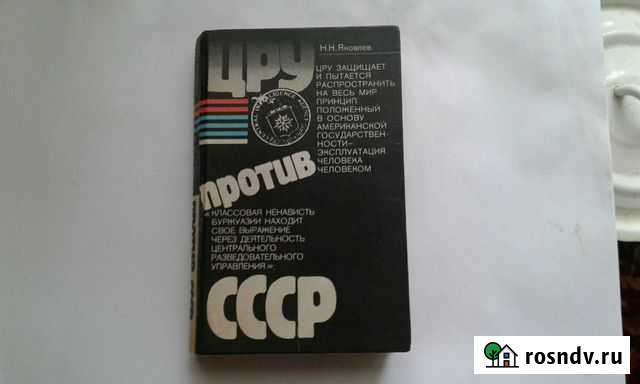 ЦРУ
Н.Н.Яковлев
ЦРУ ЗАЩИЩАЕТ
И ПЫТАЕТСЯ
РАСПРОСТРАНИТЬ
НА ВЕСЬ МИР
ПРИНЦИП
ПОЛОЖЕННЫЙ
В ОСНОВУ
АМЕРИКАНСКОЙ
ГОСУДАРСТВЕН-
НОСТИ–
ЭКСПЛУАТАЦИЯ
ЧЕЛОВЕКА
ЧЕЛОВЕКОМ
против
«КЛАССОВАЯ НЕНАВИСТЬ
БУРЖУАЗИИ НАХОДИТ
СВОЕ ВЫРАЖЕНИЕ
ЧЕРЕЗ ДЕЯТЕЛЬНОСТЬ
ЦЕНТРАЛЬНОГО
РАЗВЕДОВАТЕЛЬНОГО
УПРАВЛЕНИЯ»
СССР
rosndv.ru